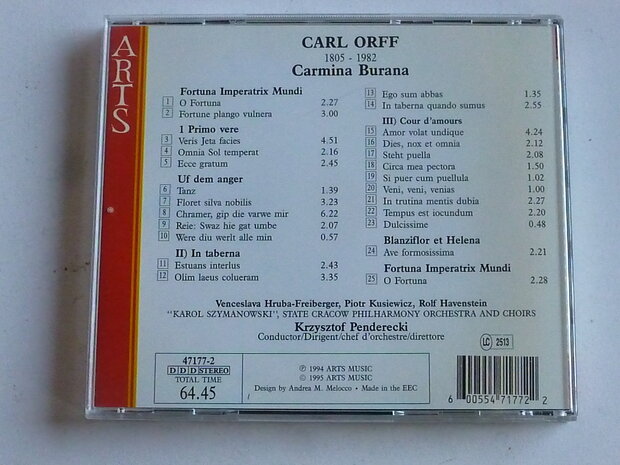 ARTS
CARL ORFF
1805 - 1982
Carmina Burana
Fortuna Imperatrix Mundi
1 O Fortuna 2.27
2 Fortune plango vulnera 3.00
1 Primo vere
3 Veris Jeta facies 4.51
4 Omnia Sol temperat 2.16
5 Ecce gratum 2.45
Uf dem anger
6 Tanz 1.39
7 Floret silva nobilis 3.23
8 Chramer, gip die varwe mir 6.22
9 Reie: Swaz hie gat umbe 2.07
10 Were diu werlt alle min 0.57
II) In taberna
11 Estuans interlus 2.43
12 Olim laeus colueram 3.35
13 Ego sum abbas 1.35
14 In taberna quando sumus 2.55
III) Cour d'amours
15 Amor volat undique 4.24
16 Dies, nox et omnia 2.12
17 Steht puella 2.08
18 Circa mea pectora 1.50
19 Si puer cum puellula 1.02
20 Veni, veni, venias 1.00
21 In trutina mentis dubia 2.27
22 Tempus est iocundum 2.20
23 Dulcissime 0.48
Blanziflor et Helena
24 Ave formosissima 2.21
Fortuna Imperatrix Mundi
25 O Fortuna 2.28
Venceslava Hruba-Freiberger, Piotr Kusiewicz, Rolf Havenstein
"KAROL SZYMANOWSKI", STATE CRACOW PHILHARMONY ORCHESTRA AND CHOIRS
Krzysztof Penderecki
Conductor/Dirigent/chef d'orchestre/direttore
LC 2513
47177-2
DDD STEREO
TOTAL TIME
64.45
℗ 1994 ARTS MUSIC
© 1995 ARTS MUSIC
Design by Andrea M. Melocco • Made in the EEC
6 00554 71772 2